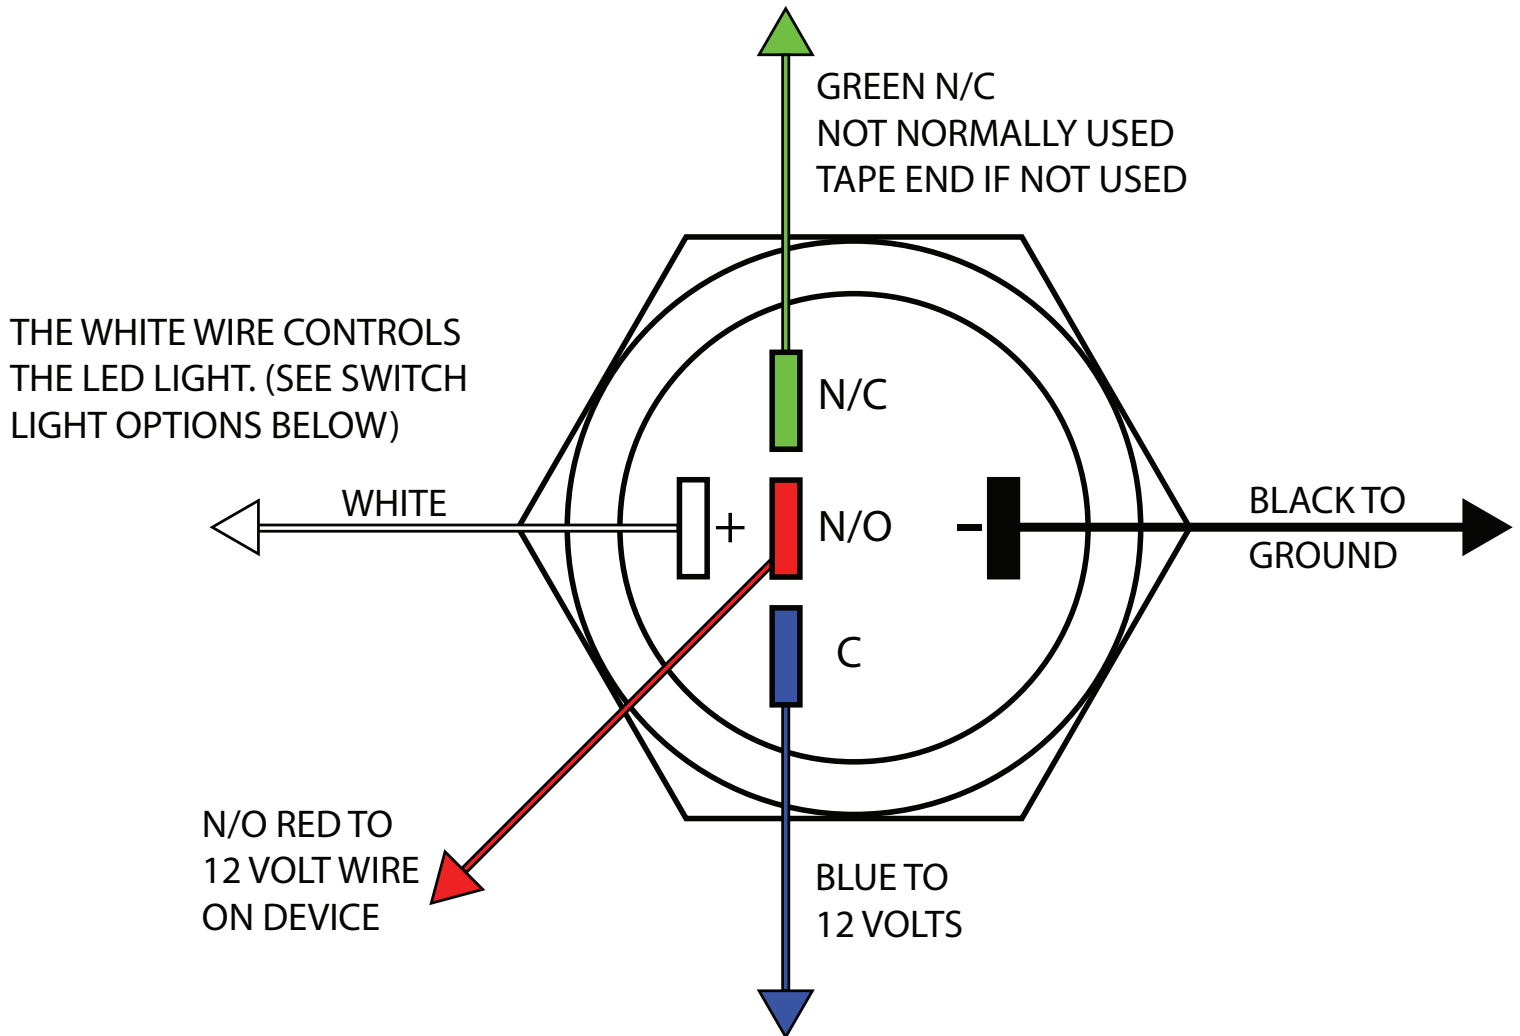 GREEN N/C
NOT NORMALLY USED
TAPE END IF NOT USED
THE WHITE WIRE CONTROLS
THE LED LIGHT. (SEE SWITCH
LIGHT OPTIONS BELOW)
N/C
WHITE
+
N/O
-
BLACK TO
GROUND
C
N/O RED TO
12 VOLT WIRE
ON DEVICE
BLUE TO
12 VOLTS